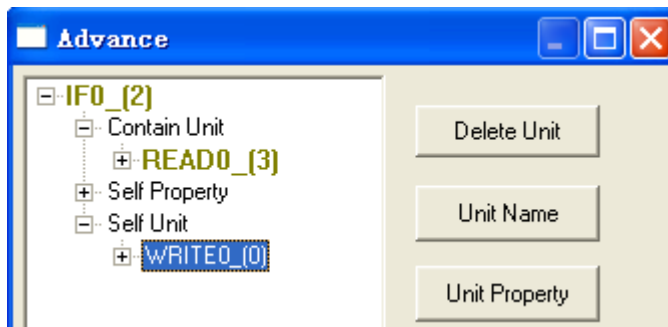 Advance
IF0_(2)
Contain Unit
READ0_(3)
Self Property
Self Unit
WRITE0_(0)
Delete Unit
Unit Name
Unit Property